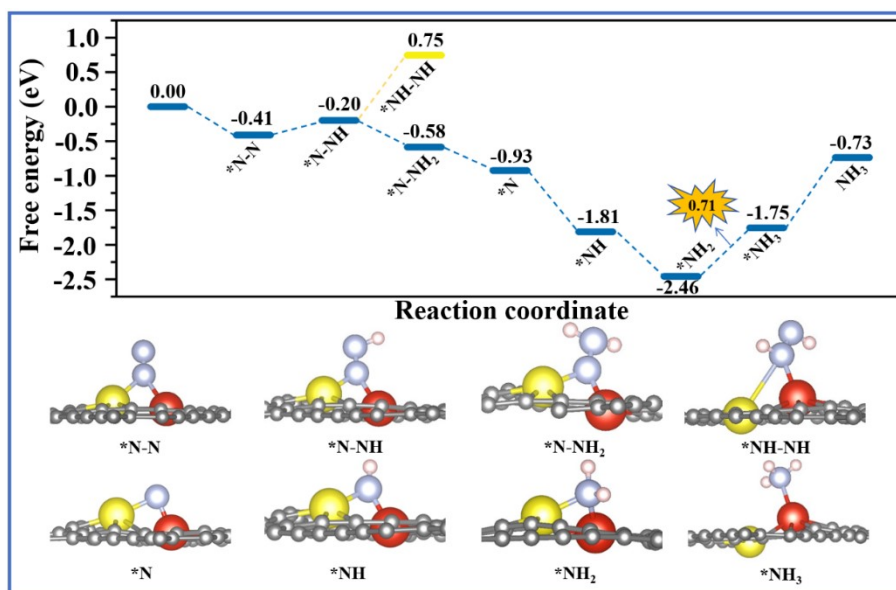 Free energy (eV)
1.0
0.5
0.0
-0.5
-1.0
-1.5
-2.0
-2.5
0.00
-0.41
*N-N
-0.20
*N-NH
0.75
*NH-NH
-0.58
*N-NH₂
-0.93
*N
-1.81
*NH
*NH₂
-2.46
0.71
-1.75
*NH₃
-0.73
NH₃
Reaction coordinate
*N-N
*N-NH
*N-NH₂
*NH-NH
*N
*NH
*NH₂
*NH₃